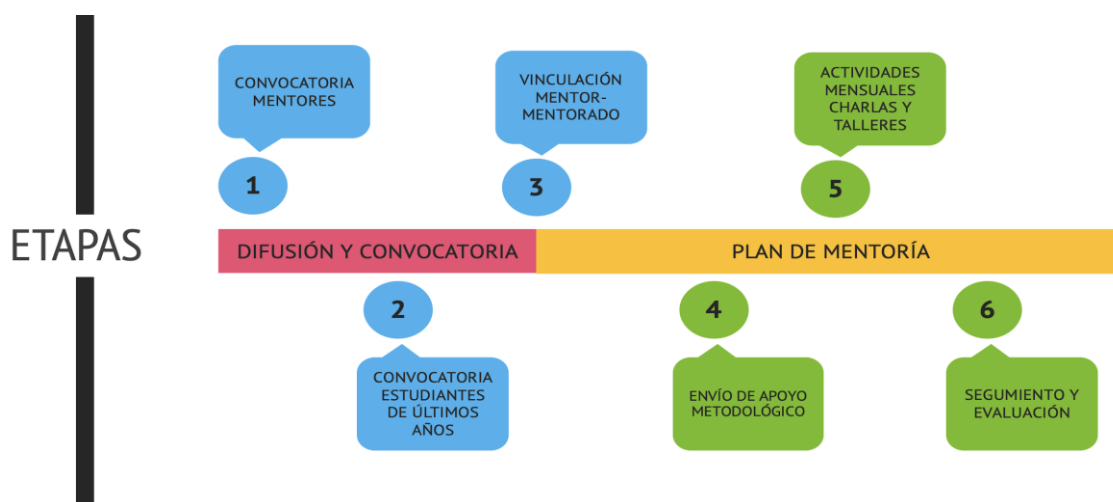 ETAPAS
CONVOCATORIA
MENTORES
1
VINCULACIÓN
MENTOR-
MENTORADO
3
ACTIVIDADES
MENSUALES
CHARLAS Y
TALLERES
5
DIFUSIÓN Y CONVOCATORIA
PLAN DE MENTORÍA
2
CONVOCATORIA
ESTUDIANTES
DE ÚLTIMOS
AÑOS
4
ENVÍO DE APOYO
METODOLÓGICO
6
SEGUMIENTO Y
EVALUACIÓN